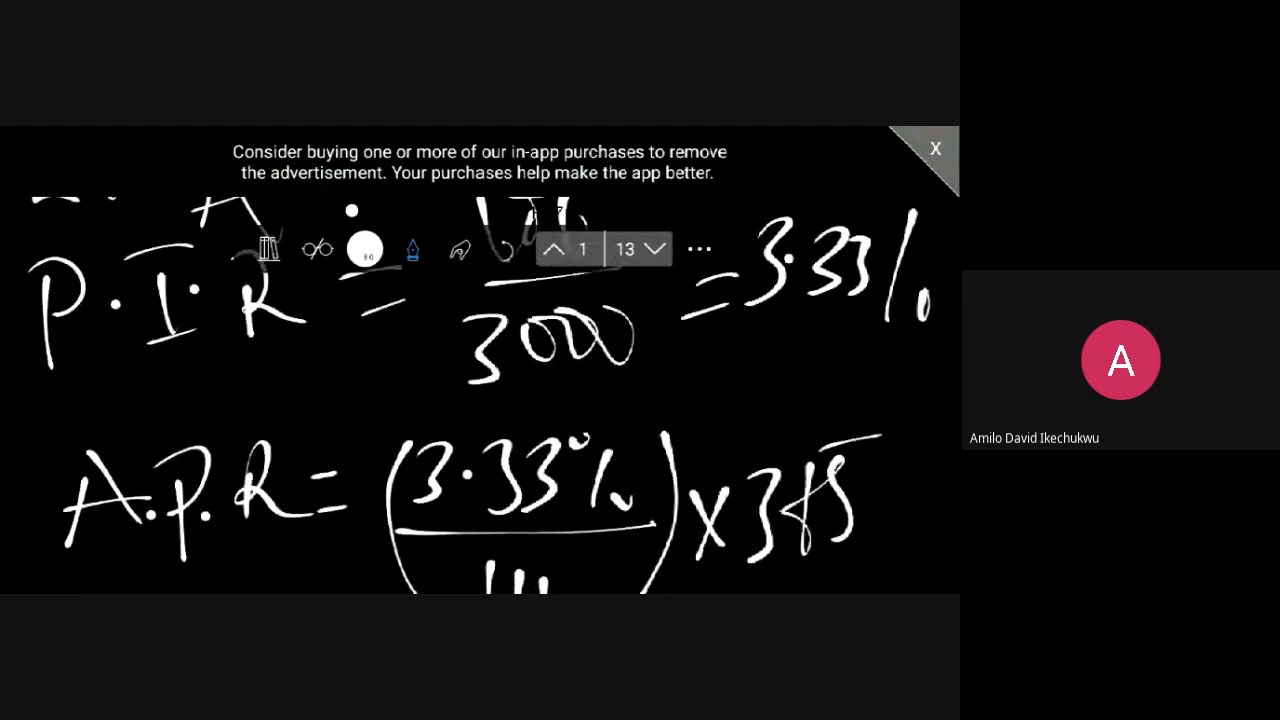 Consider buying one or more of our in-app purchases to remove
the advertisement. Your purchases help make the app better.
X
1 13
P.I.R = 3000 = 3.33%
A.P.R = (3.33%) x 365
A
Amilo David Ikechukwu